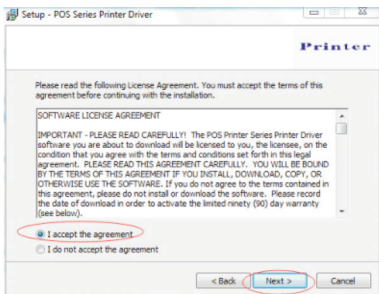 Setup - POS Series Printer Driver
Printer
Please read the following License Agreement. You must accept the terms of this
agreement before continuing with the installation.
SOFTWARE LICENSE AGREEMENT
IMPORTANT - PLEASE READ CAREFULLY! The POS Printer Series Printer Driver
software you are about to download will be licensed to you, the licensee, on the
condition that you agree with the terms and conditions set forth in this legal
agreement. PLEASE READ THIS AGREEMENT CAREFULLY. YOU WILL BE BOUND
BY THE TERMS OF THIS AGREEMENT IF YOU INSTALL, DOWNLOAD, COPY, OR
OTHERWISE USE THE SOFTWARE. If you do not agree to the terms contained in
this agreement, please do not install or download the software. Please record
the date of download in order to activate the limited ninety (90) day warranty
(see below).
I accept the agreement
I do not accept the agreement
< Back Next > Cancel